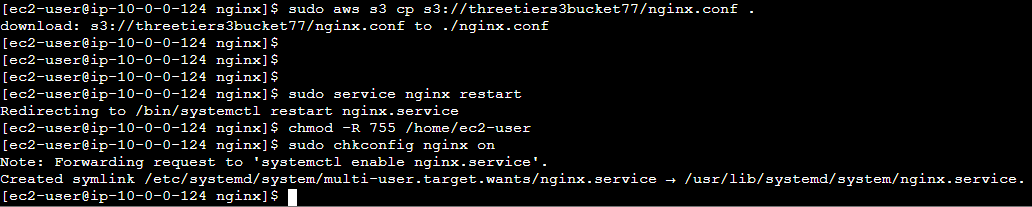 [ec2-user@ip-10-0-0-124 nginx]$ sudo aws s3 cp s3://threetiers3bucket77/nginx.conf .
download: s3://threetiers3bucket77/nginx.conf to ./nginx.conf
[ec2-user@ip-10-0-0-124 nginx]$
[ec2-user@ip-10-0-0-124 nginx]$
[ec2-user@ip-10-0-0-124 nginx]$
[ec2-user@ip-10-0-0-124 nginx]$ sudo service nginx restart
Redirecting to /bin/systemctl restart nginx.service
[ec2-user@ip-10-0-0-124 nginx]$ chmod -R 755 /home/ec2-user
[ec2-user@ip-10-0-0-124 nginx]$ sudo chkconfig nginx on
Note: Forwarding request to 'systemctl enable nginx.service'.
Created symlink /etc/systemd/system/multi-user.target.wants/nginx.service → /usr/lib/systemd/system/nginx.service.
[ec2-user@ip-10-0-0-124 nginx]$